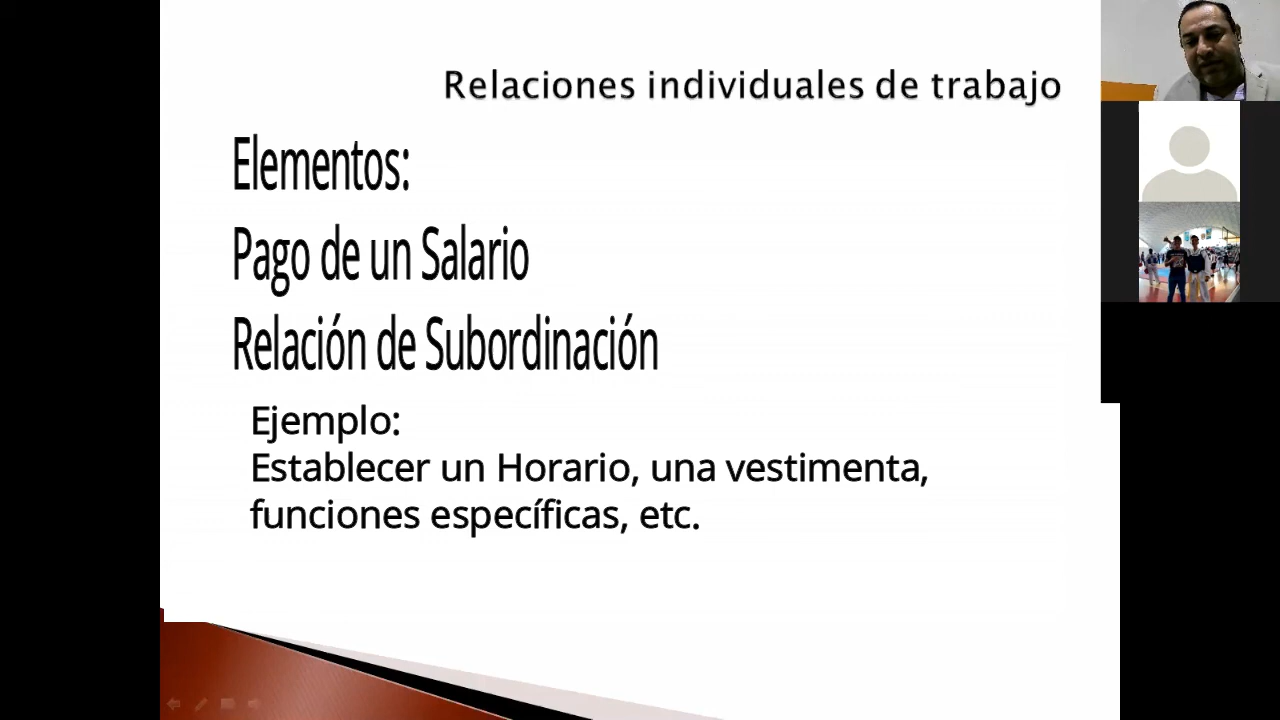 Relaciones individuales de trabajo
Elementos:
Pago de un Salario
Relación de Subordinación
Ejemplo:
Establecer un Horario, una vestimenta,
funciones específicas, etc.